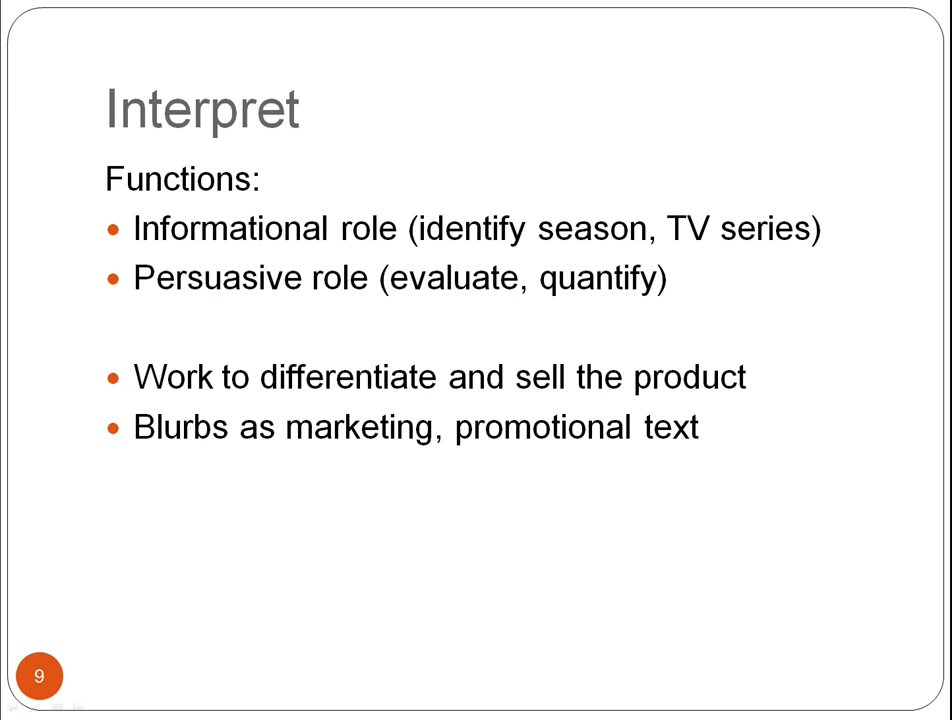 Interpret
Functions:
Informational role (identify season, TV series)
Persuasive role (evaluate, quantify)
Work to differentiate and sell the product
Blurbs as marketing, promotional text
9